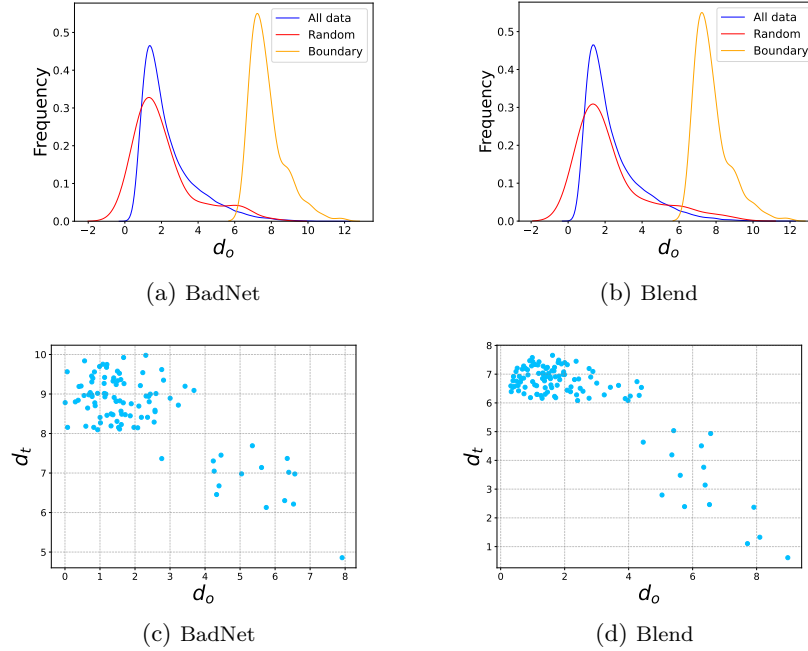 0.5
0.4
0.3
0.2
0.1
0.0
Frequency
−2 0 2 4 6 8 10 12
d_o
All data
Random
Boundary
(a) BadNet
0.5
0.4
0.3
0.2
0.1
0.0
Frequency
−2 0 2 4 6 8 10 12
d_o
All data
Random
Boundary
(b) Blend
10
9
8
7
6
5
d_t
0 1 2 3 4 5 6 7 8
d_o
(c) BadNet
8
7
6
5
4
3
2
1
d_t
0 2 4 6 8
d_o
(d) Blend